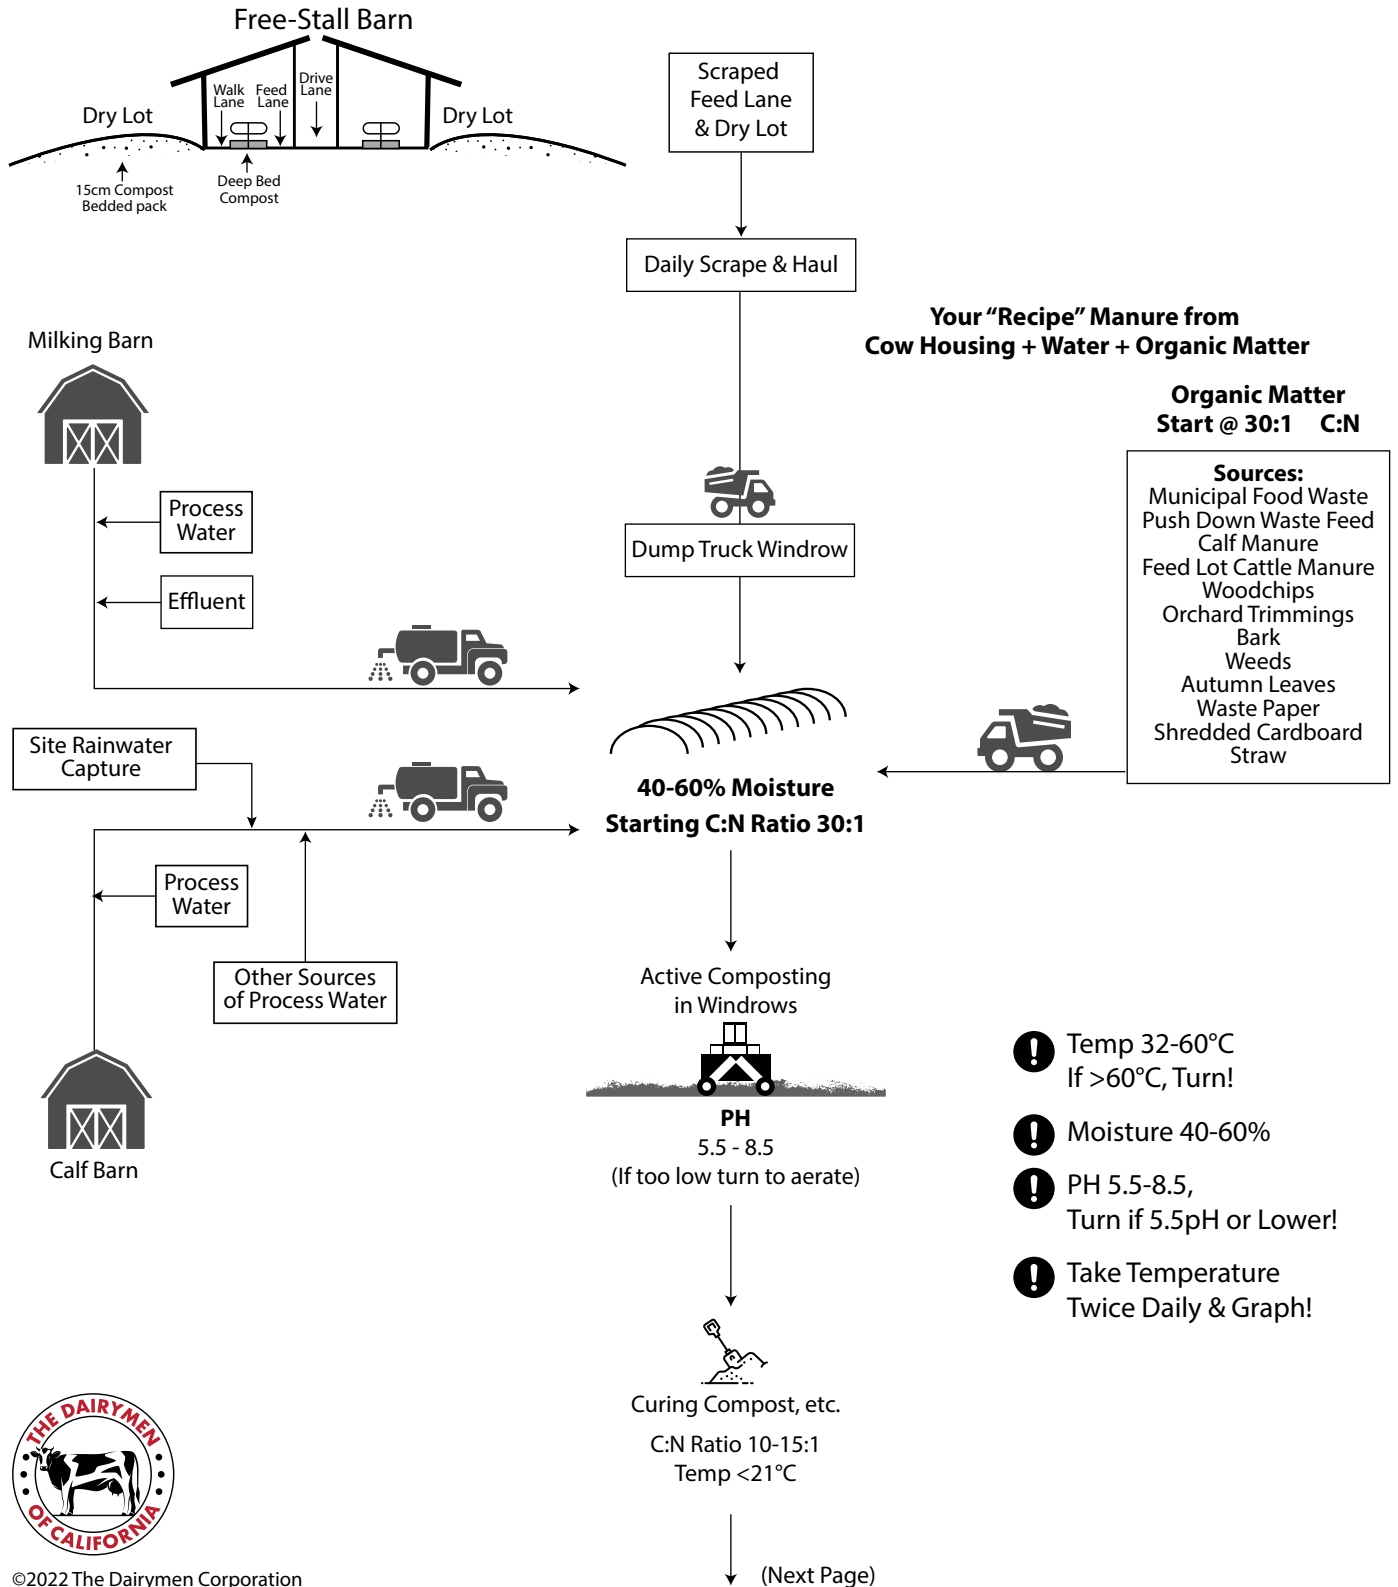 Free-Stall Barn
Dry Lot
Walk
Lane
Feed
Lane
Drive
Lane
Dry Lot
15cm Compost
Bedded pack
Deep Bed
Compost
Scraped
Feed Lane
& Dry Lot
Daily Scrape & Haul
Your “Recipe” Manure from
Cow Housing + Water + Organic Matter
Organic Matter
Start @ 30:1 C:N
Sources:
Municipal Food Waste
Push Down Waste Feed
Calf Manure
Feed Lot Cattle Manure
Woodchips
Orchard Trimmings
Bark
Weeds
Autumn Leaves
Waste Paper
Shredded Cardboard
Straw
Milking Barn
Process
Water
Effluent
Dump Truck Windrow
Site Rainwater
Capture
40-60% Moisture
Starting C:N Ratio 30:1
Process
Water
Other Sources
of Process Water
Calf Barn
Active Composting
in Windrows
PH
5.5 - 8.5
(If too low turn to aerate)
Temp 32-60°C
If >60°C, Turn!
Moisture 40-60%
PH 5.5-8.5,
Turn if 5.5pH or Lower!
Take Temperature
Twice Daily & Graph!
Curing Compost, etc.
C:N Ratio 10-15:1
Temp <21°C
(Next Page)
THE DAIRYMEN
OF CALIFORNIA
©2022 The Dairymen Corporation